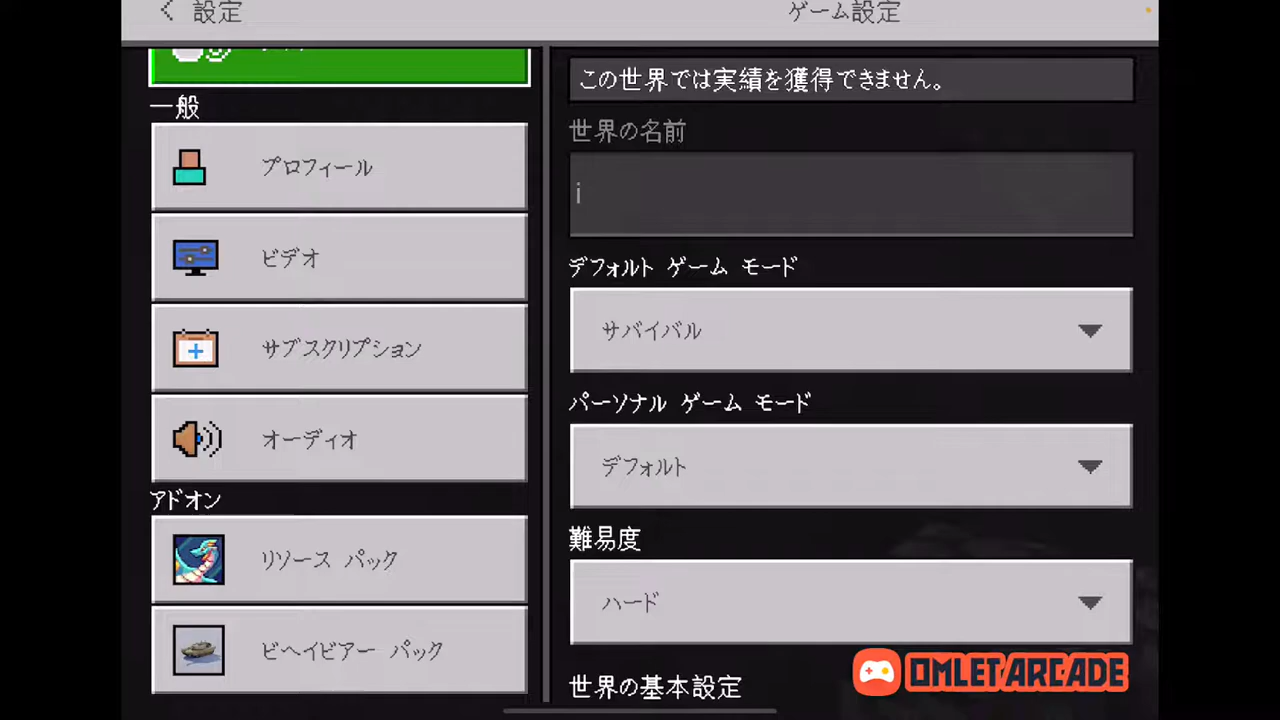 設定
ゲーム設定
一般
プロフィール
ビデオ
サブスクリプション
オーディオ
アドオン
リソース パック
ビヘイビアー パック
この世界では実績を獲得できません。
世界の名前
i
デフォルト ゲーム モード
サバイバル
パーソナル ゲーム モード
デフォルト
難易度
ハード
世界の基本設定
OMLET ARCADE